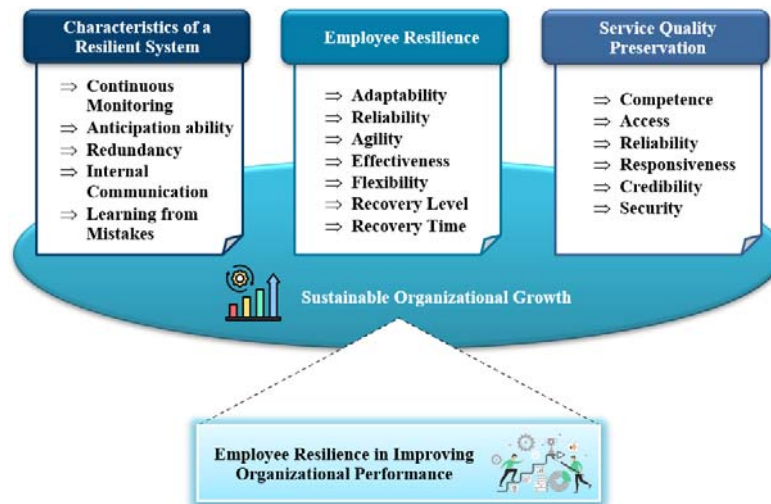 Characteristics of a
Resilient System
⇒ Continuous
Monitoring
⇒ Anticipation ability
⇒ Redundancy
⇒ Internal
Communication
⇒ Learning from
Mistakes
Employee Resilience
⇒ Adaptability
⇒ Reliability
⇒ Agility
⇒ Effectiveness
⇒ Flexibility
⇒ Recovery Level
⇒ Recovery Time
Service Quality
Preservation
⇒ Competence
⇒ Access
⇒ Reliability
⇒ Responsiveness
⇒ Credibility
⇒ Security
Sustainable Organizational Growth
Employee Resilience in Improving
Organizational Performance